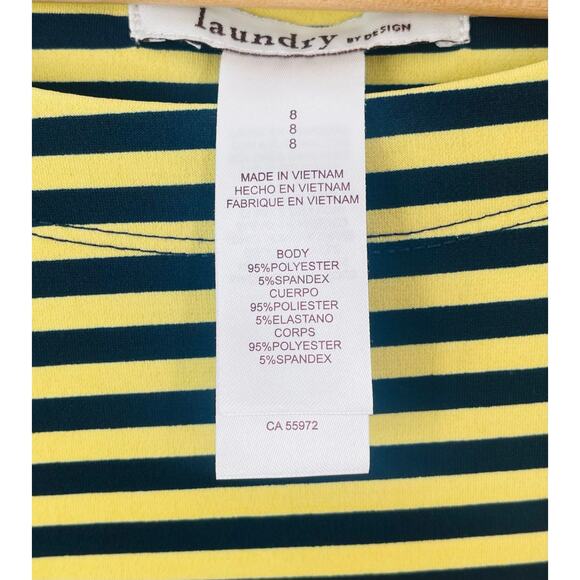 laundry BY DESIGN
8
8
8
MADE IN VIETNAM
HECHO EN VIETNAM
FABRIQUE EN VIETNAM
BODY
95%POLYESTER
5%SPANDEX
CUERPO
95%POLIESTER
5%ELASTANO
CORPS
95%POLYESTER
5%SPANDEX
CA 55972